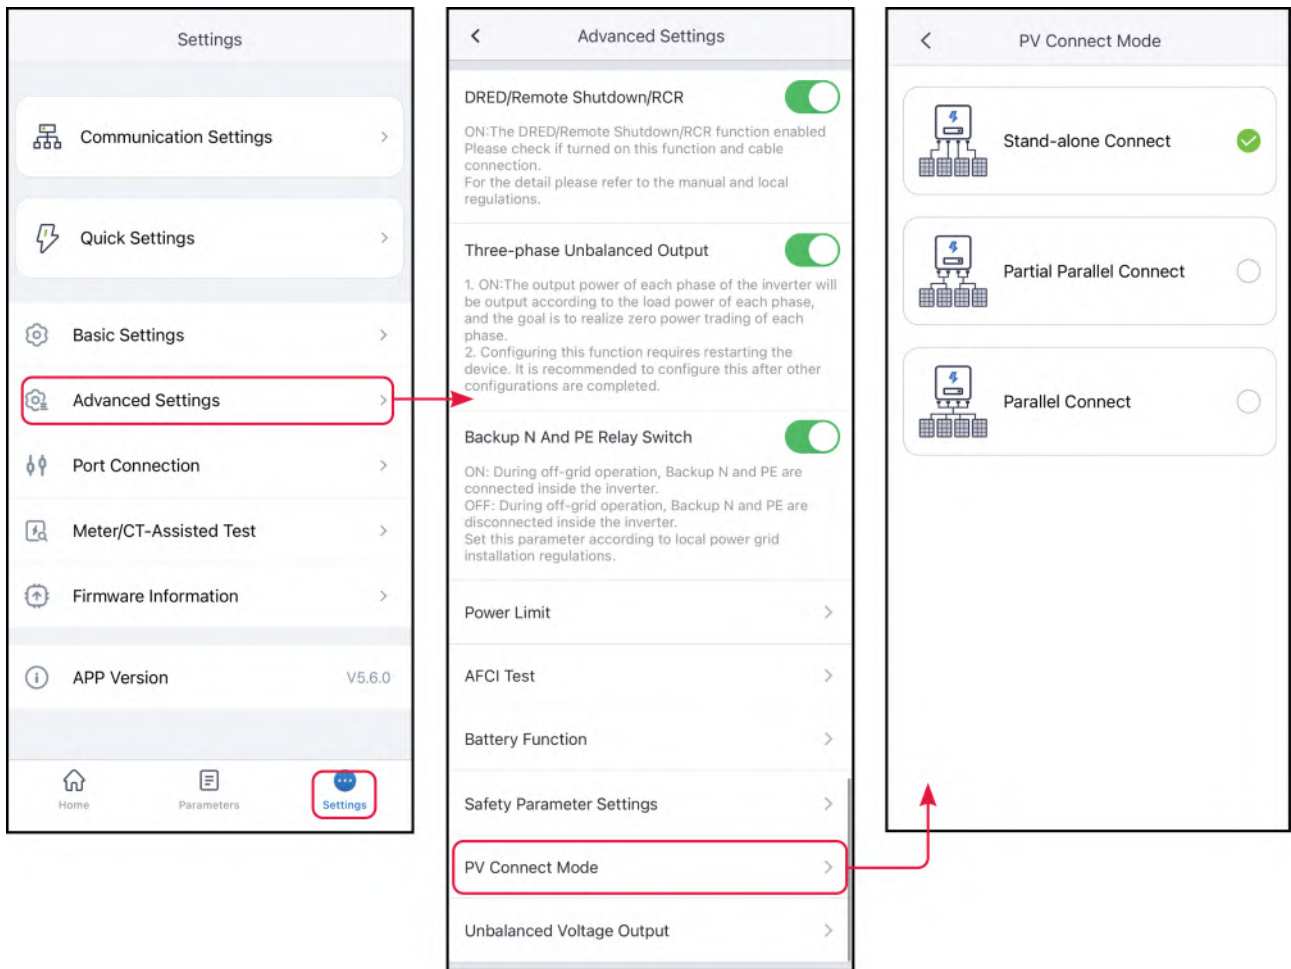 Settings
Communication Settings
Quick Settings
Basic Settings
Advanced Settings
Port Connection
Meter/CT-Assisted Test
Firmware Information
APP Version V5.6.0
Home Parameters Settings
Advanced Settings
DRED/Remote Shutdown/RCR
ON:The DRED/Remote Shutdown/RCR function enabled
Please check if turned on this function and cable
connection.
For the detail please refer to the manual and local
regulations.
Three-phase Unbalanced Output
1. ON:The output power of each phase of the inverter will
be output according to the load power of each phase,
and the goal is to realize zero power trading of each
phase.
2. Configuring this function requires restarting the
device. It is recommended to configure this after other
configurations are completed.
Backup N And PE Relay Switch
ON: During off-grid operation, Backup N and PE are
connected inside the inverter.
OFF: During off-grid operation, Backup N and PE are
disconnected inside the inverter.
Set this parameter according to local power grid
installation regulations.
Power Limit
AFCI Test
Battery Function
Safety Parameter Settings
PV Connect Mode
Unbalanced Voltage Output
PV Connect Mode
Stand-alone Connect
Partial Parallel Connect
Parallel Connect